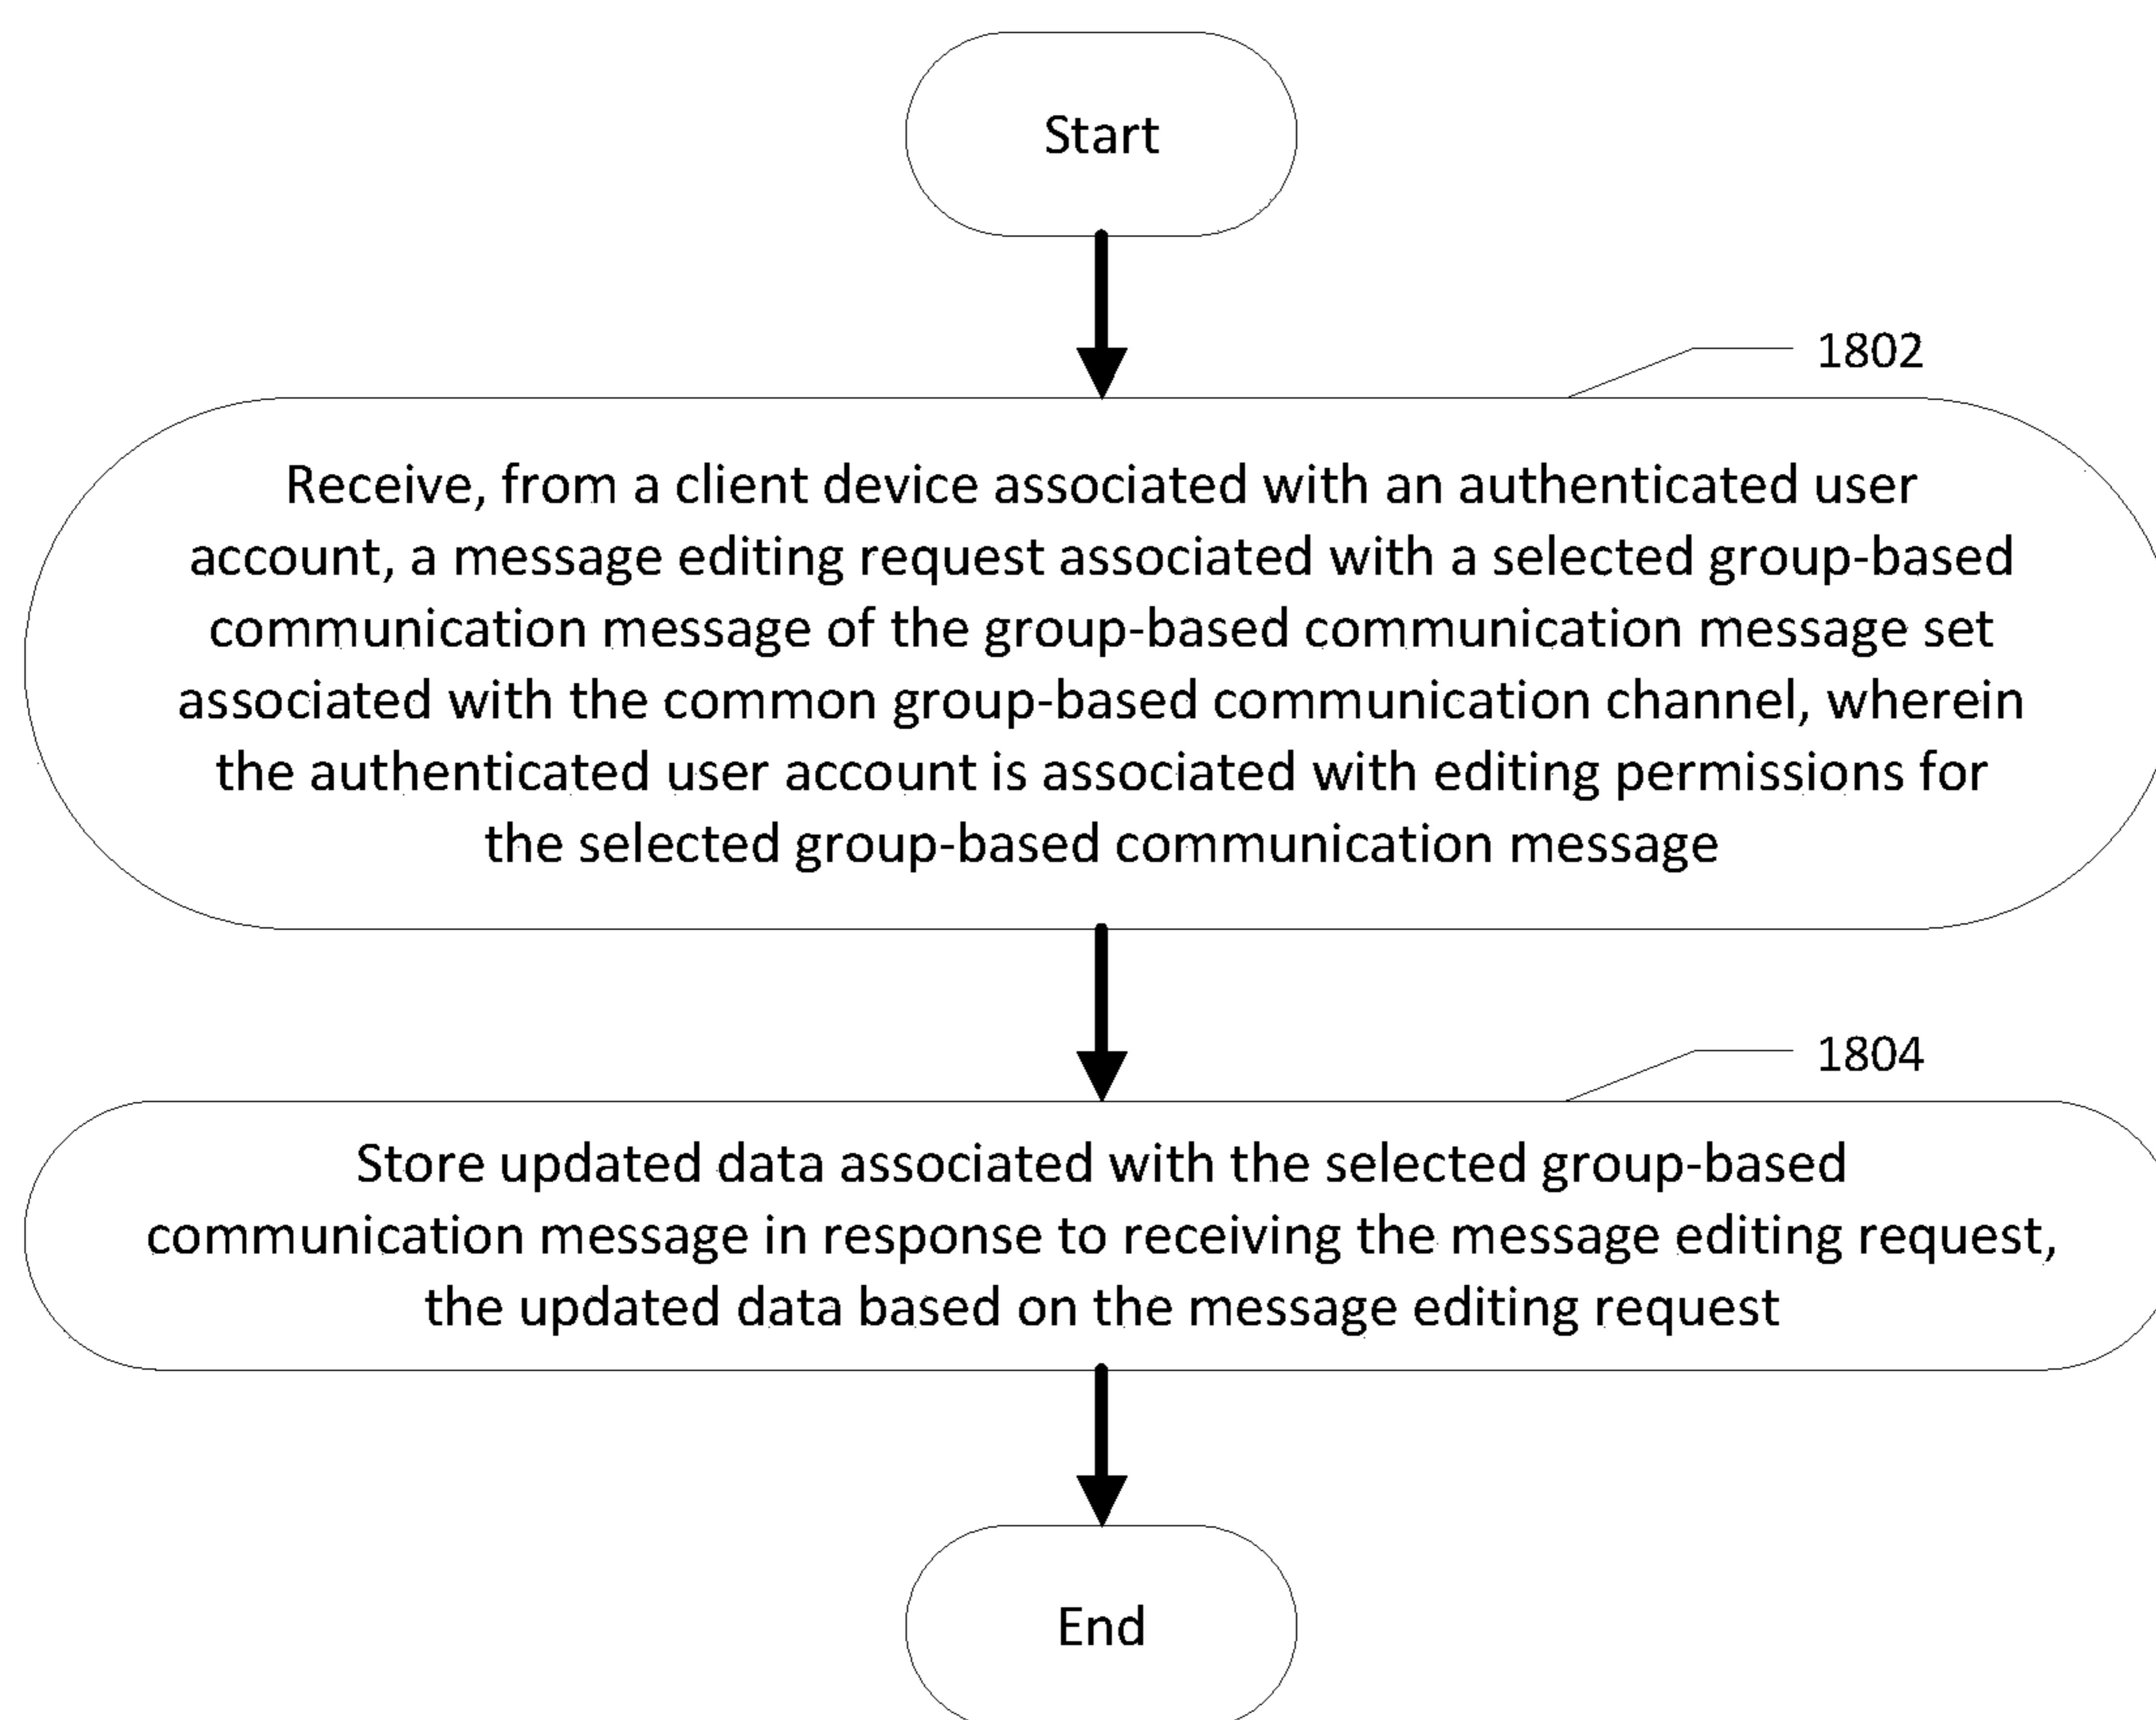 Start
1802
Receive, from a client device associated with an authenticated user
account, a message editing request associated with a selected group-based
communication message of the group-based communication message set
associated with the common group-based communication channel, wherein
the authenticated user account is associated with editing permissions for
the selected group-based communication message
1804
Store updated data associated with the selected group-based
communication message in response to receiving the message editing request,
the updated data based on the message editing request
End